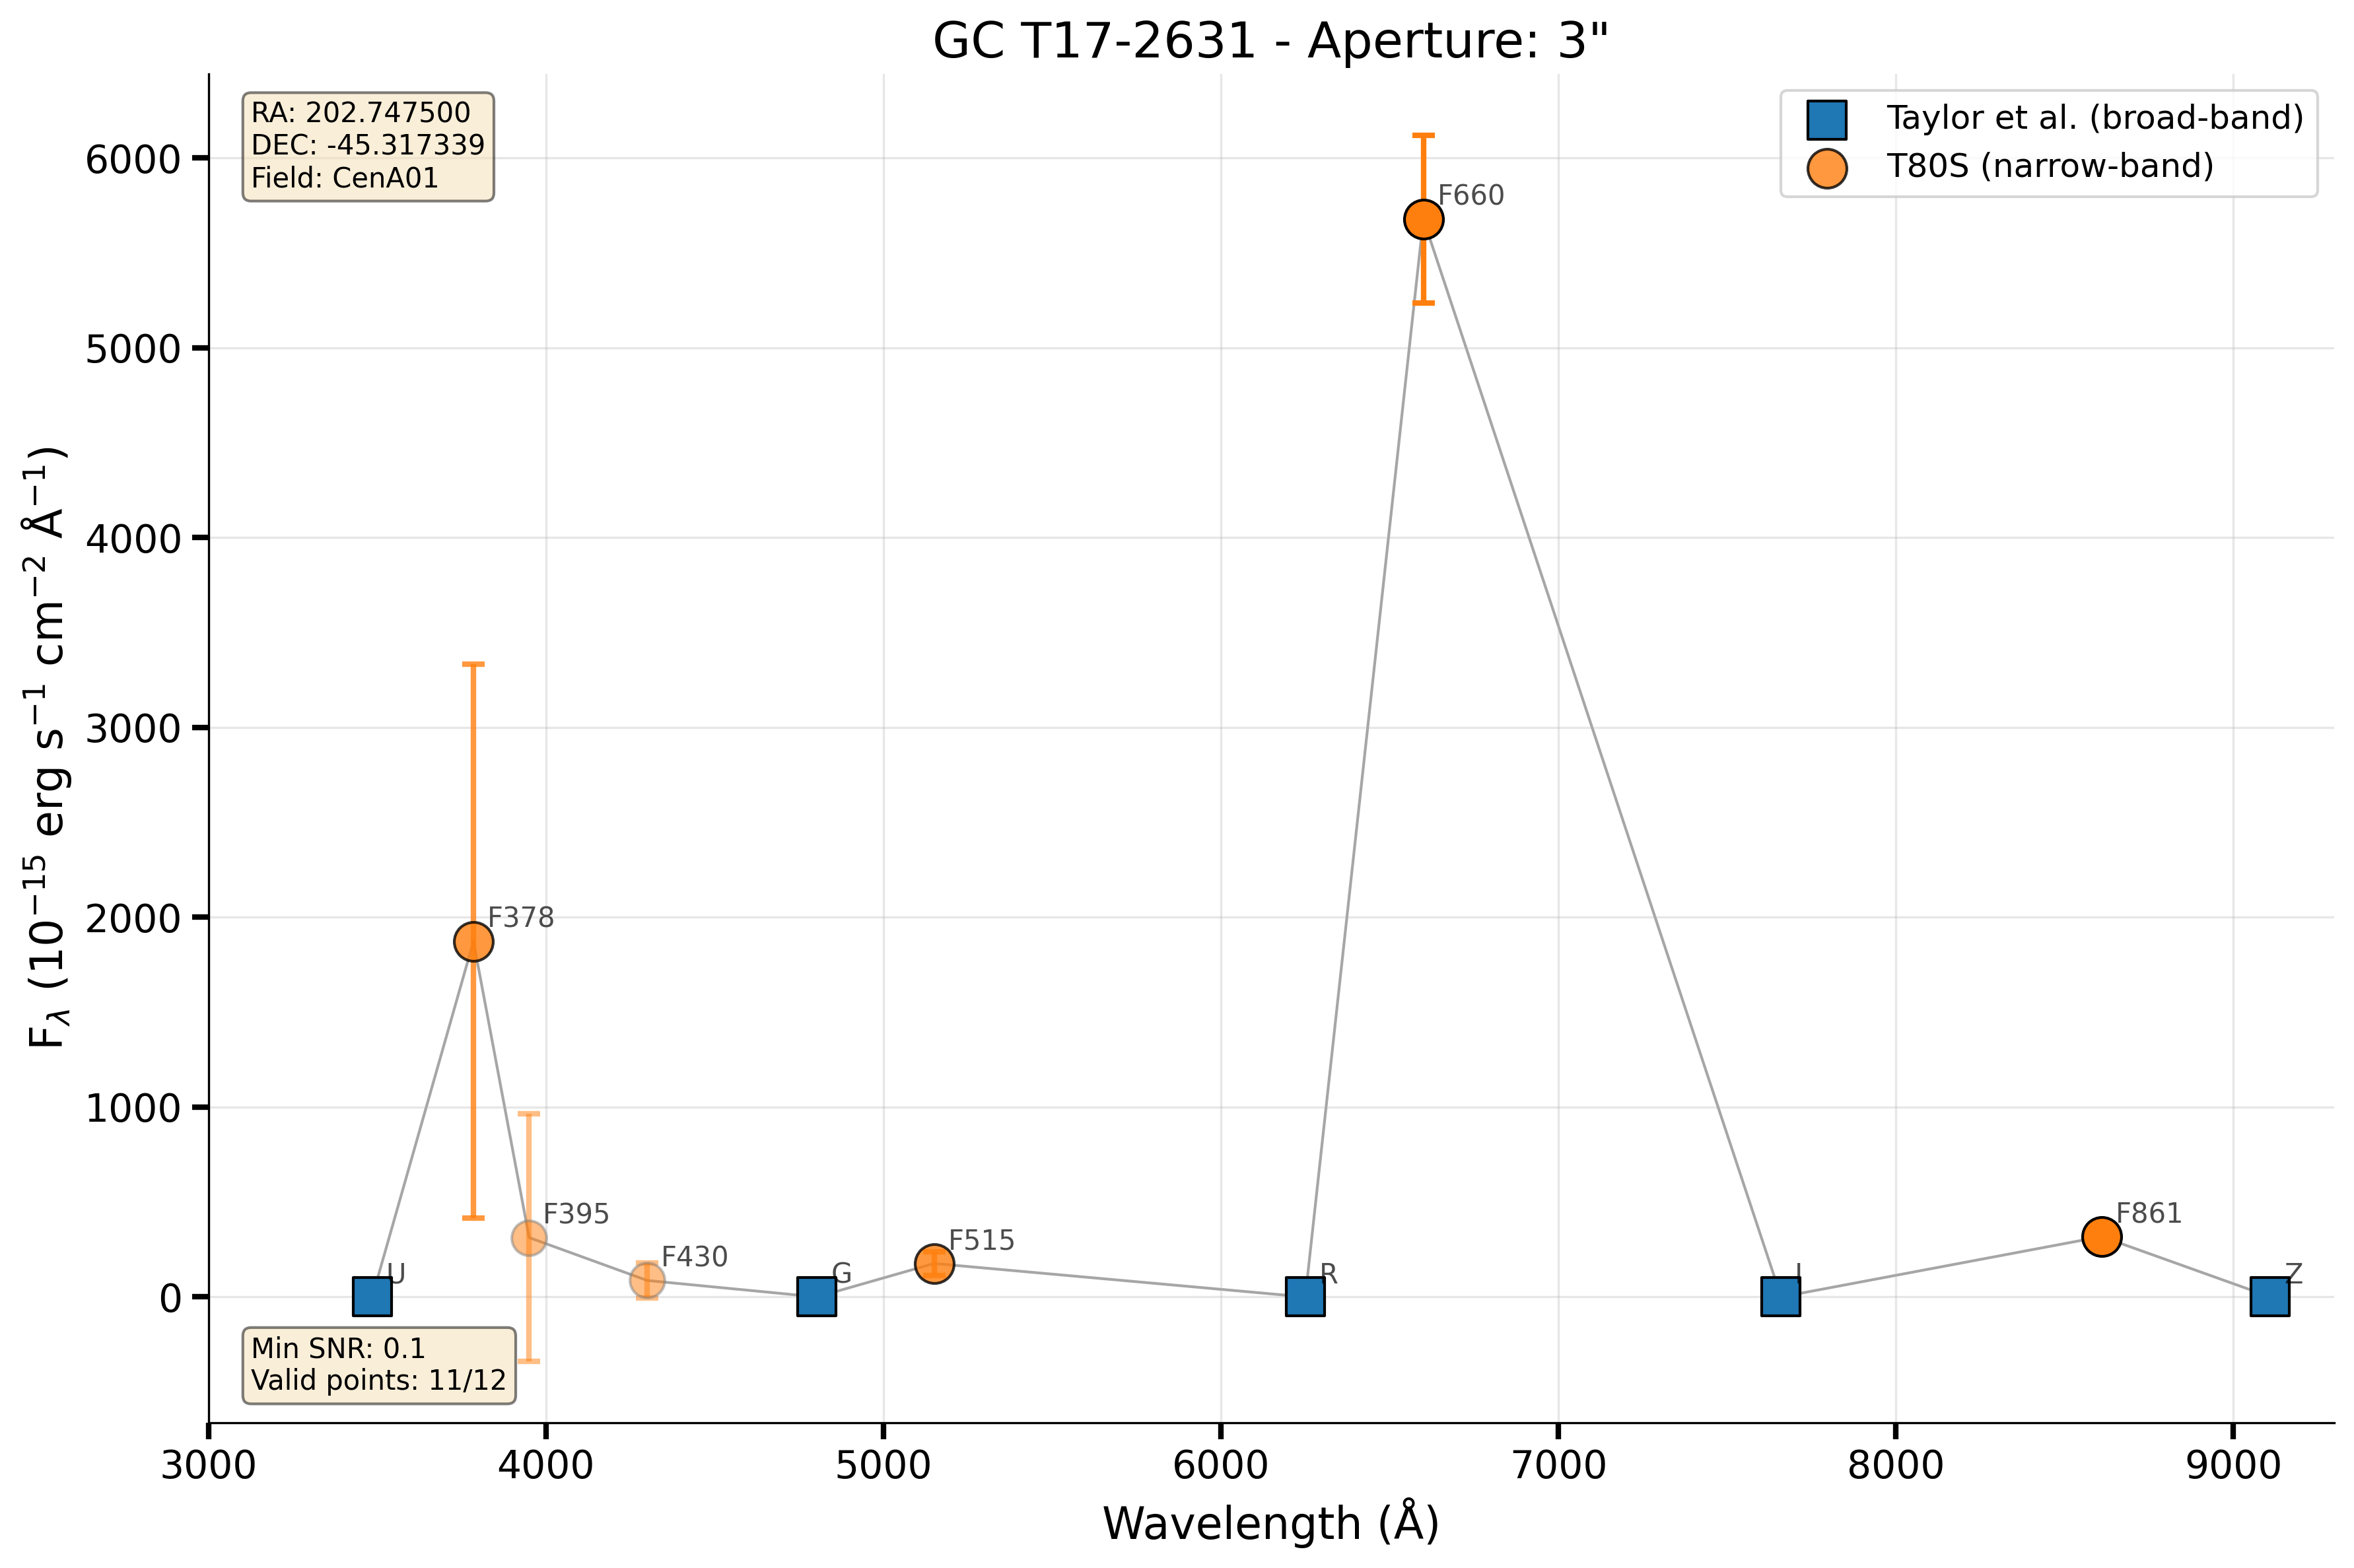 GC T17-2631 - Aperture: 3"
RA: 202.747500
DEC: -45.317339
Field: CenA01
Taylor et al. (broad-band)
T80S (narrow-band)
F660
F378
F395
F430
F515
F861
U
G
R
I
Z
Min SNR: 0.1
Valid points: 11/12
6000
5000
4000
3000
2000
1000
0
3000 4000 5000 6000 7000 8000 9000
Wavelength (Å)
Fλ (10⁻¹⁵ erg s⁻¹ cm⁻² Å⁻¹)